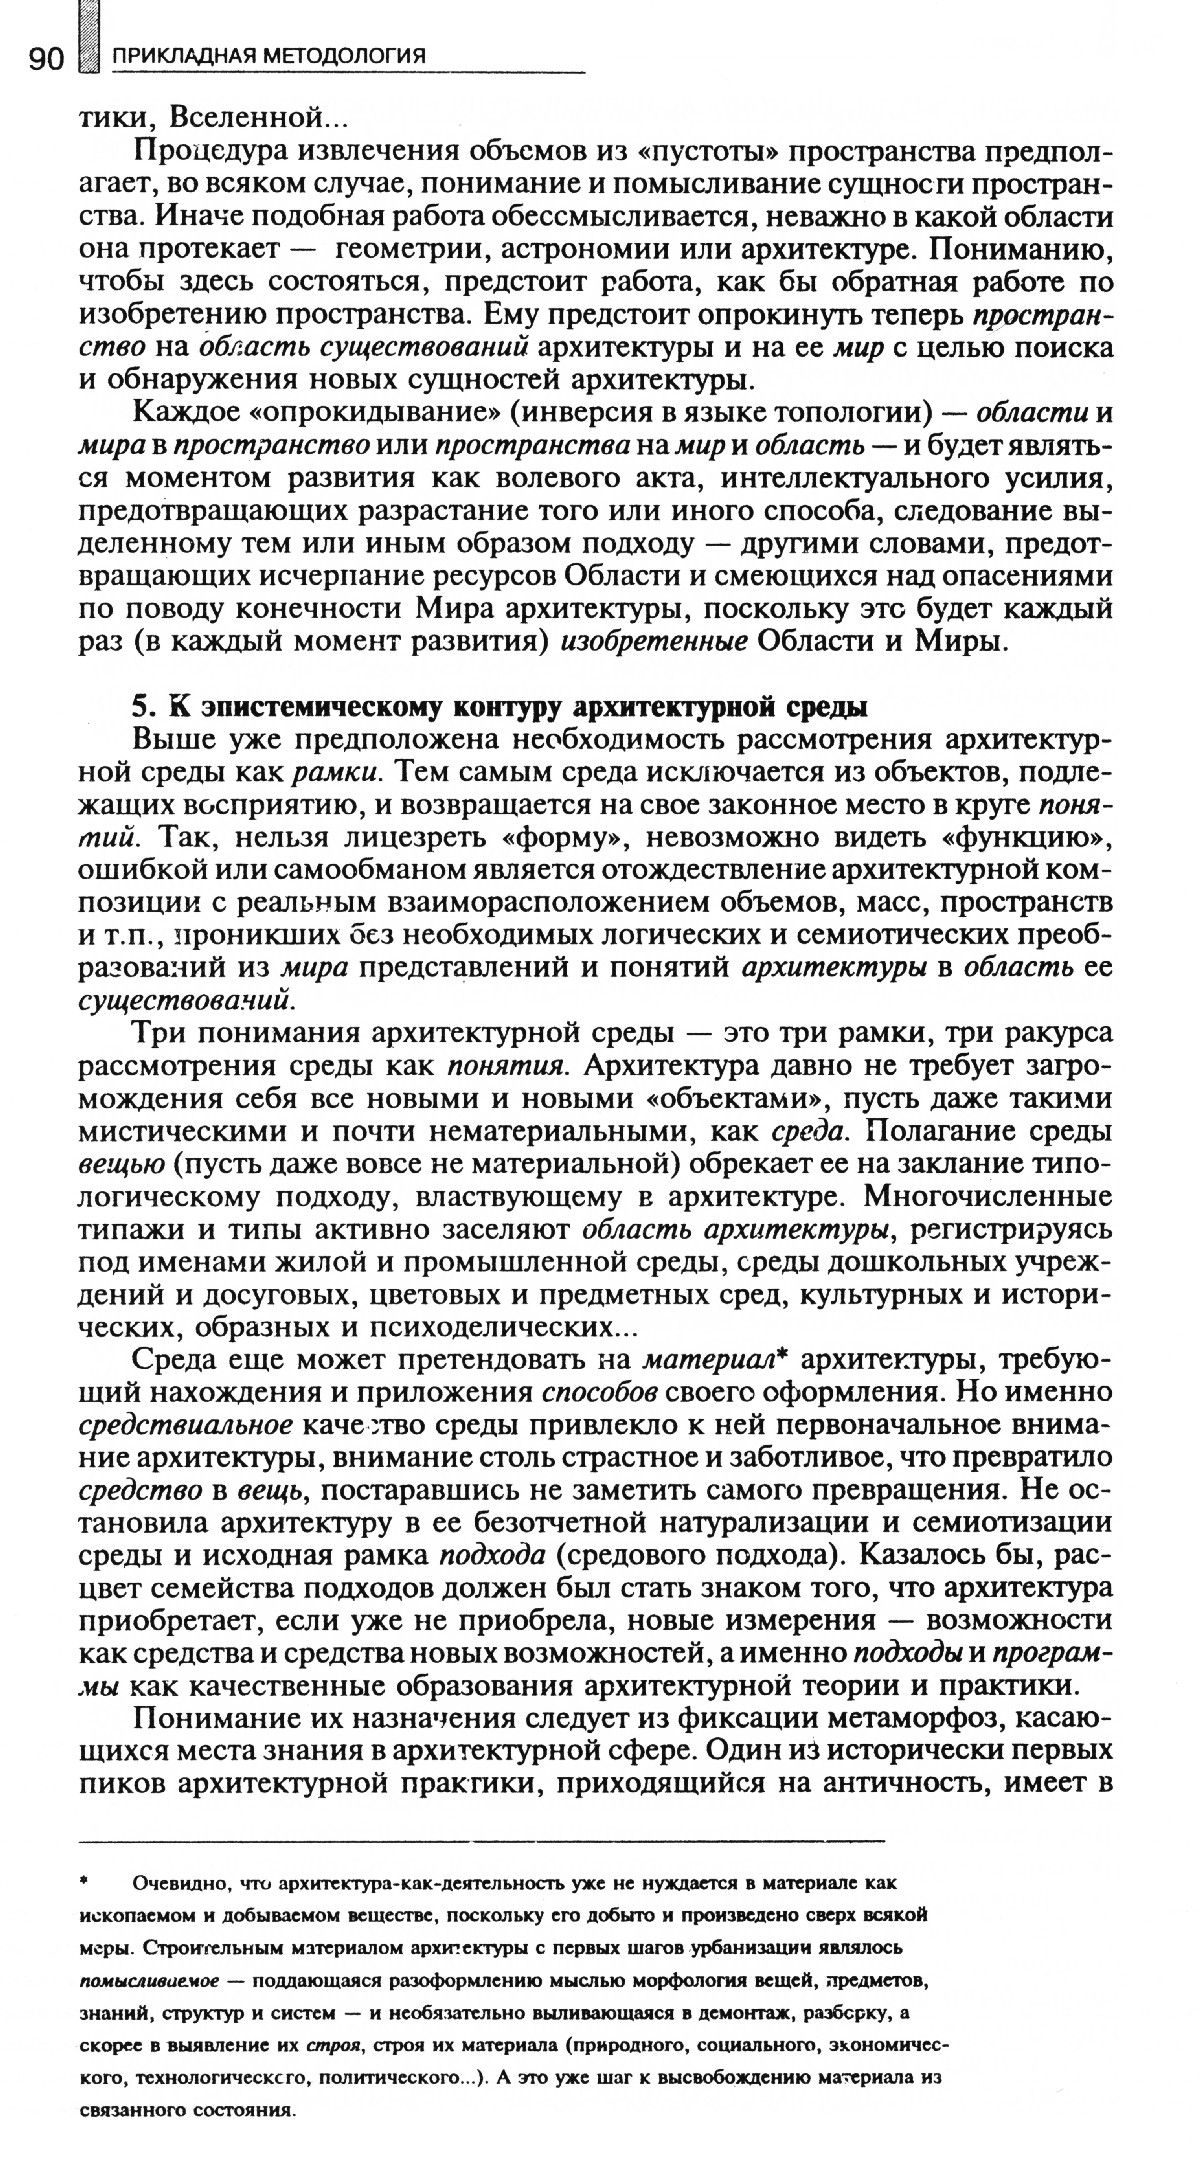 90 ПРИКЛАДНАЯ МЕТОДОЛОГИЯ
тики, Вселенной...
Процедура извлечения объемов из «пустоты» пространства предпол-
агает, во всяком случае, понимание и помысливание сущности простран-
ства. Иначе подобная работа обессмысливается, неважно в какой области
она протекает — геометрии, астрономии или архитектуре. Пониманию,
чтобы здесь состояться, предстоит работа, как бы обратная работе по
изобретению пространства. Ему предстоит опрокинуть теперь простран-
ство на область существований архитектуры и на ее мир с целью поиска
и обнаружения новых сущностей архитектуры.
Каждое «опрокидывание» (инверсия в языке топологии) — области и
мира в пространство или пространства на мир и область — и будет являть-
ся моментом развития как волевого акта, интеллектуального усилия,
предотвращающих разрастание того или иного способа, следование вы-
деленному тем или иным образом подходу — другими словами, предот-
вращающих исчерпание ресурсов Области и смеющихся над опасениями
по поводу конечности Мира архитектуры, поскольку это будет каждый
раз (в каждый момент развития) изобретенные Области и Миры.
5. К эпистемическому контуру архитектурной среды
Выше уже предположена необходимость рассмотрения архитектур-
ной среды как рамки. Тем самым среда исключается из объектов, подле-
жащих восприятию, и возвращается на свое законное место в круге поня-
тий. Так, нельзя лицезреть «форму», невозможно видеть «функцию»,
ошибкой или самообманом является отождествление архитектурной ком-
позиции с реальным взаиморасположением объемов, масс, пространств
и т.п., проникших без необходимых логических и семиотических преоб-
разований из мира представлений и понятий архитектуры в область ее
существований.
Три понимания архитектурной среды — это три рамки, три ракурса
рассмотрения среды как понятия. Архитектура давно не требует загро-
мождения себя все новыми и новыми «объектами», пусть даже такими
мистическими и почти нематериальными, как среда. Полагание среды
вещью (пусть даже вовсе не материальной) обрекает ее на заклание типо-
логическому подходу, властвующему в архитектуре. Многочисленные
типажи и типы активно заселяют область архитектуры, регистрируясь
под именами жилой и промышленной среды, среды дошкольных учреж-
дений и досуговых, цветовых и предметных сред, культурных и истори-
ческих, образных и психоделических...
Среда еще может претендовать на материал* архитектуры, требую-
щий нахождения и приложения способов своего оформления. Но именно
средствиальное качество среды привлекло к ней первоначальное внима-
ние архитектуры, внимание столь страстное и заботливое, что превратило
средство в вещь, постаравшись не заметить самого превращения. Не ос-
тановила архитектуру в ее безотчетной натурализации и семиотизации
среды и исходная рамка подхода (средового подхода). Казалось бы, рас-
цвет семейства подходов должен был стать знаком того, что архитектура
приобретает, если уже не приобрела, новые измерения — возможности
как средства и средства новых возможностей, а именно подходы и програм-
мы как качественные образования архитектурной теории и практики.
Понимание их назначения следует из фиксации метаморфоз, касаю-
щихся места знания в архитектурной сфере. Один из исторически первых
пиков архитектурной практики, приходящийся на античность, имеет в
* Очевидно, что архитектура-как-деятельность уже не нуждается в материале как
ископаемом и добываемом веществе, поскольку его добыто и произведено сверх всякой
меры. Строительным материалом архитектуры с первых шагов урбанизации являлось
помысливаемое — поддающаяся разоформлению мыслью морфология вещей, предметов,
знаний, структур и систем — и необязательно выливающаяся в демонтаж, разборку, а
скорее в выявление их строя, строя их материала (природного, социального, экономичес-
кого, технологического, политического...). А это уже шаг к высвобождению материала из
связанного состояния.